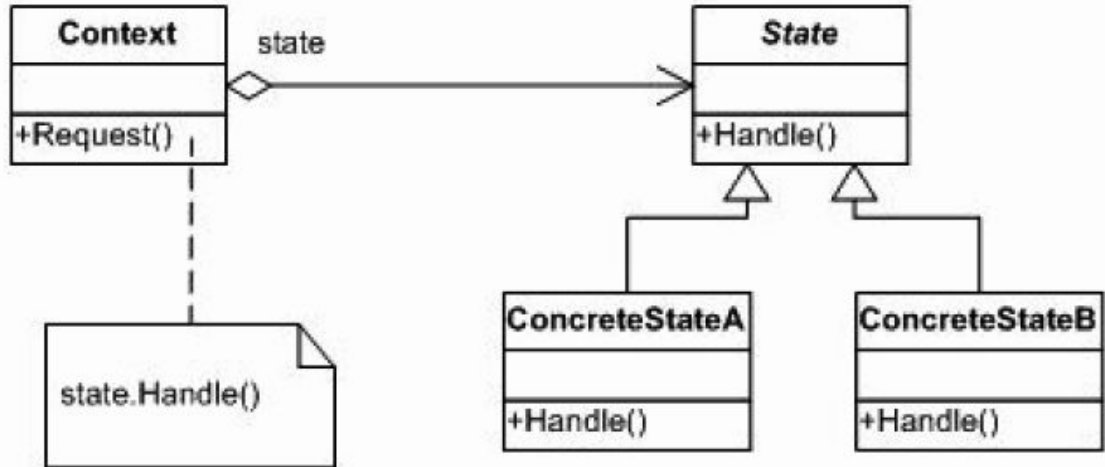 Context
state
State
+Request()
+Handle()
ConcreteStateA
ConcreteStateB
state.Handle()
+Handle()
+Handle()